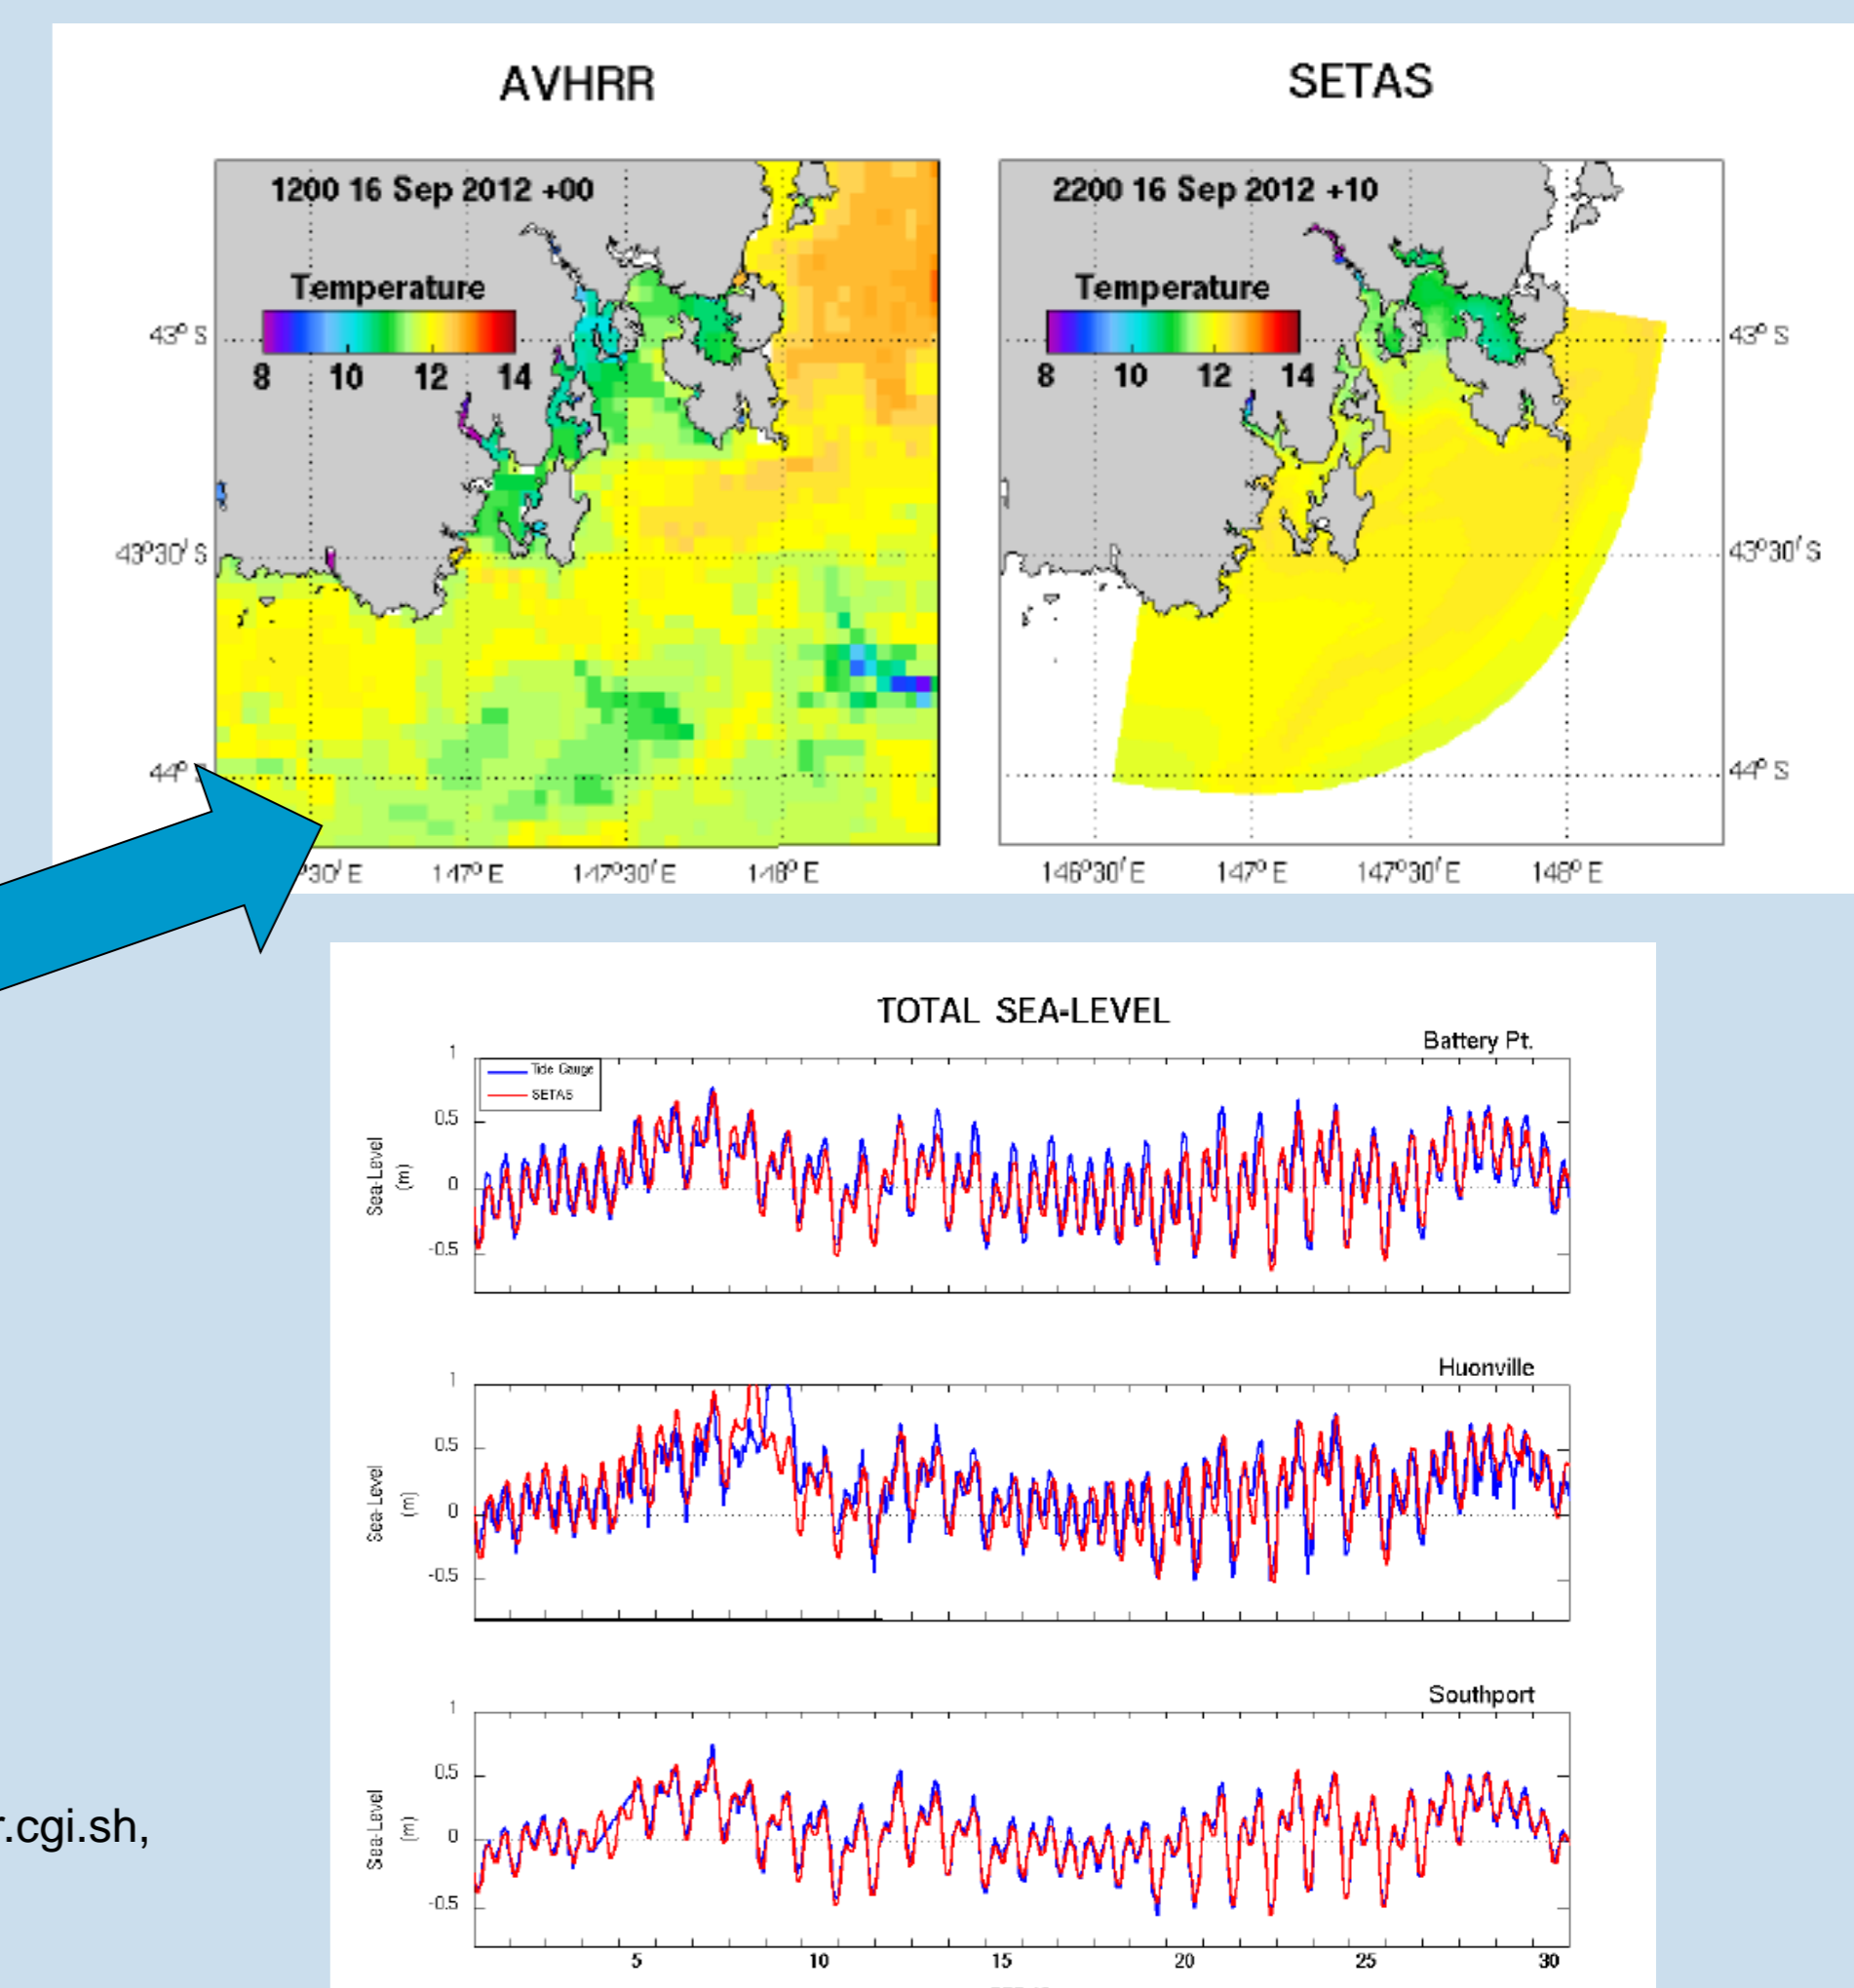 AVHRR
SETAS
1200 16 Sep 2012 +00
Temperature
8 10 12 14
43° S
43°30' S
44°
30' E 147° E 147°30' E 148° E
2200 16 Sep 2012 +10
Temperature
8 10 12 14
43° S
43°30' S
44° S
146°30' E 147° E 147°30' E 148° E
TOTAL SEA-LEVEL
Battery Pt.
Tide Gauge
SETAS
Sea-Level
(m)
1
0.5
0
-0.5
Huonville
Sea-Level
(m)
1
0.5
0
-0.5
Southport
Sea-Level
(m)
1
0.5
0
-0.5
5 10 15 20 25 30
r.cgi.sh,